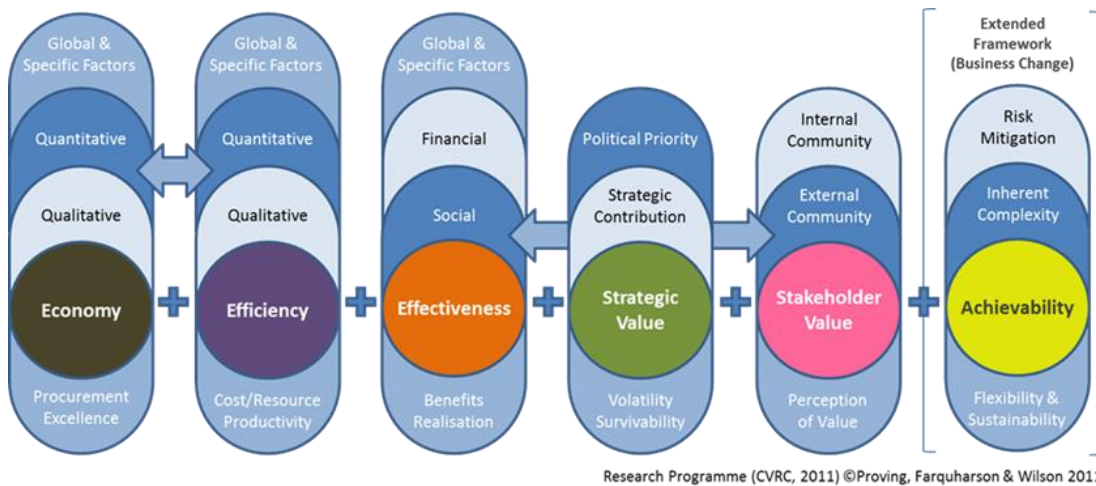 Global &
Specific Factors
Quantitative
Qualitative
Economy
Procurement
Excellence
Global &
Specific Factors
Quantitative
Qualitative
Efficiency
Cost/Resource
Productivity
Global &
Specific Factors
Financial
Social
Effectiveness
Benefits
Realisation
Political Priority
Strategic
Contribution
Strategic
Value
Volatility
Survivability
Internal
Community
External
Community
Stakeholder
Value
Perception
of Value
Extended
Framework
(Business Change)
Risk
Mitigation
Inherent
Complexity
Achievability
Flexibility &
Sustainability
Research Programme (CVRC, 2011) ©Proving, Farquharson & Wilson 2011